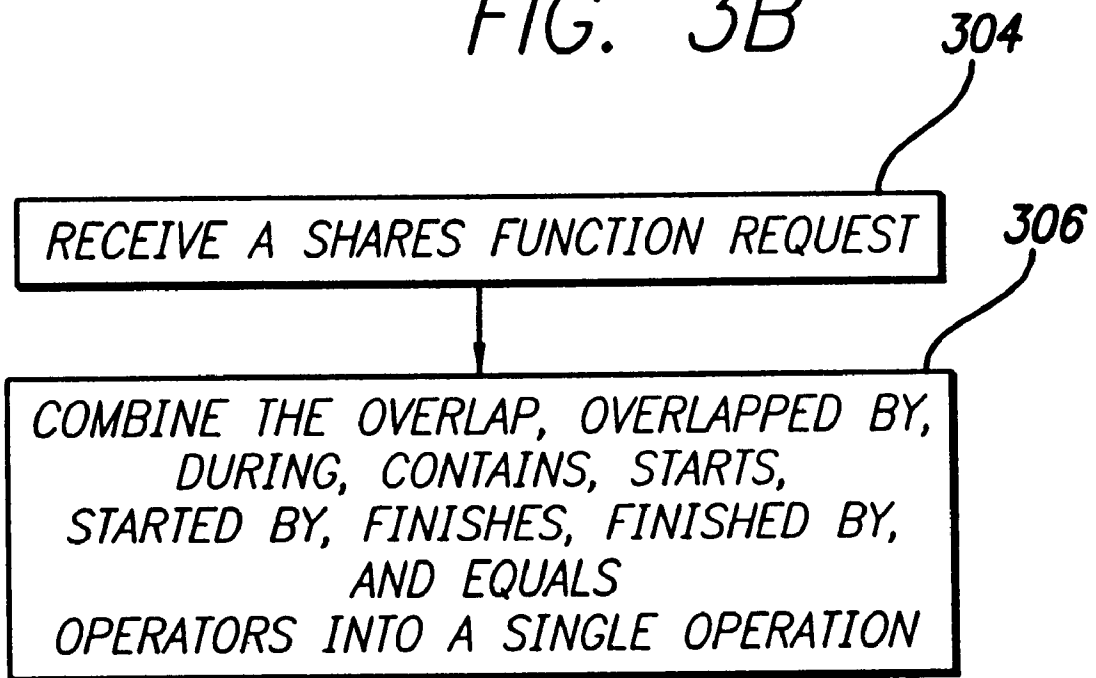 FIG. 3B
304
RECEIVE A SHARES FUNCTION REQUEST
306
COMBINE THE OVERLAP, OVERLAPPED BY,
DURING, CONTAINS, STARTS,
STARTED BY, FINISHES, FINISHED BY,
AND EQUALS
OPERATORS INTO A SINGLE OPERATION